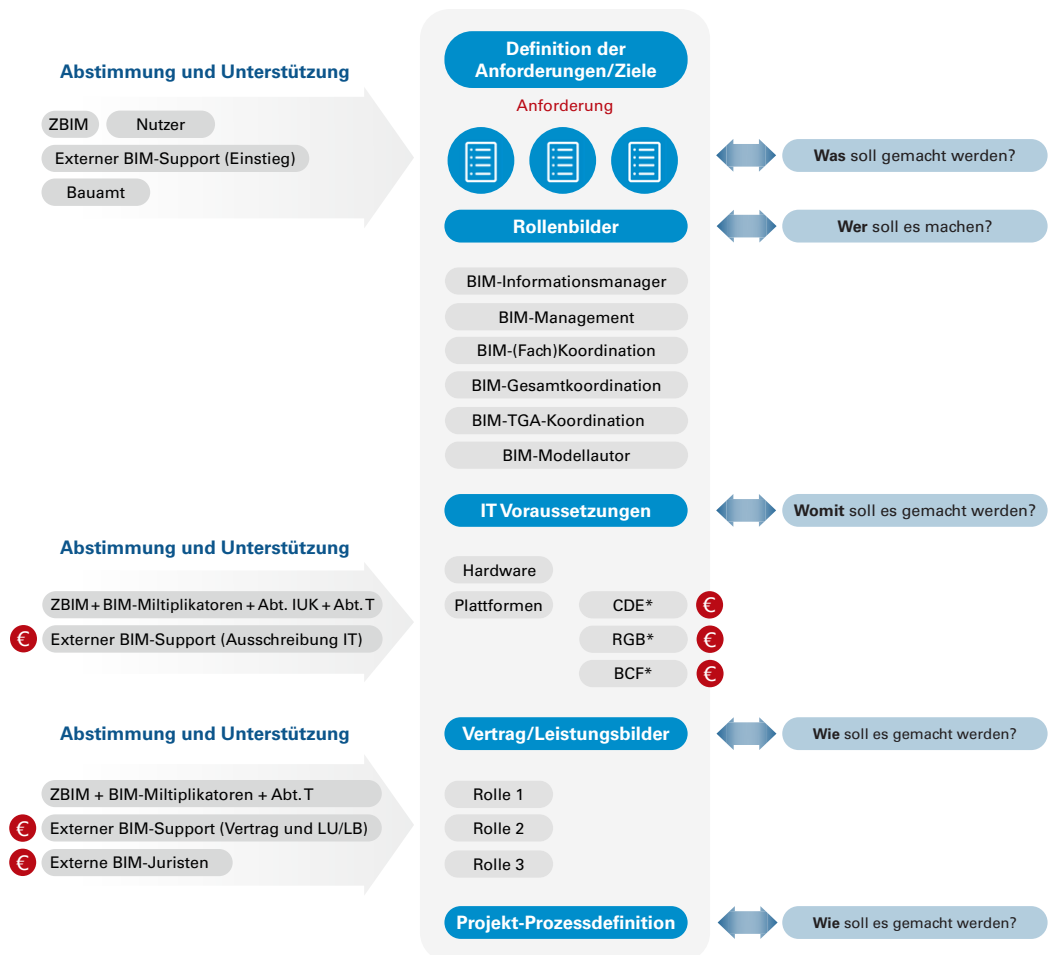 Definition der
Anforderungen/Ziele
Abstimmung und Unterstützung
Anforderung
ZBIM
Nutzer
Externer BIM-Support (Einstieg)
Bauamt
Was soll gemacht werden?
Rollenbilder
Wer soll es machen?
BIM-Informationsmanager
BIM-Management
BIM-(Fach)Koordination
BIM-Gesamtkoordination
BIM-TGA-Koordination
BIM-Modellautor
IT Voraussetzungen
Womit soll es gemacht werden?
Abstimmung und Unterstützung
ZBIM + BIM-Miltiplikatoren + Abt. IUK + Abt. T
€ Externer BIM-Support (Ausschreibung IT)
Hardware
Plattformen
CDE* €
RGB* €
BCF* €
Vertrag/Leistungsbilder
Wie soll es gemacht werden?
Abstimmung und Unterstützung
ZBIM + BIM-Miltiplikatoren + Abt. T
€ Externer BIM-Support (Vertrag und LU/LB)
€ Externe BIM-Juristen
Rolle 1
Rolle 2
Rolle 3
Projekt-Prozessdefinition
Wie soll es gemacht werden?